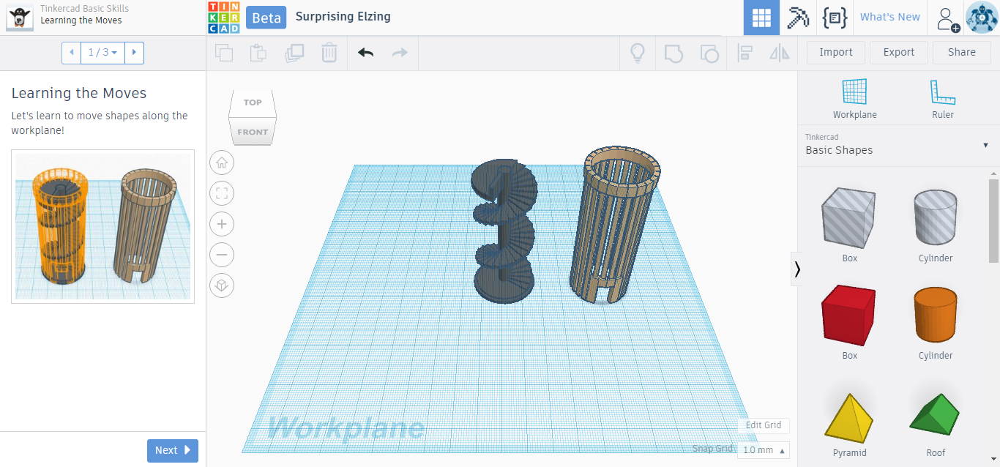 Tinkercad Basic Skills
Learning the Moves
TIN
KER
CAD
Beta
Surprising Elzing
What's New
1 / 3
Import
Export
Share
Learning the Moves
Let's learn to move shapes along the
workplane!
TOP
FRONT
Workplane
Ruler
Tinkercad
Basic Shapes
Box
Cylinder
Box
Cylinder
Pyramid
Roof
Workplane
Edit Grid
Snap Grid
1.0 mm
Next